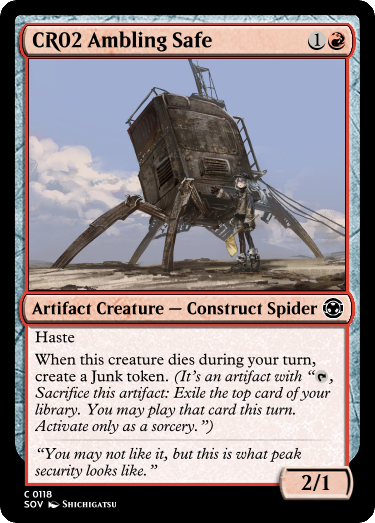 CR02 Ambling Safe 1
Artifact Creature — Construct Spider
Haste
When this creature dies during your turn,
create a Junk token. (It's an artifact with “,
Sacrifice this artifact: Exile the top card of your
library. You may play that card this turn.
Activate only as a sorcery.”)
“You may not like it, but this is what peak
security looks like.”
2/1
C 0118
SOV Shichigatsu